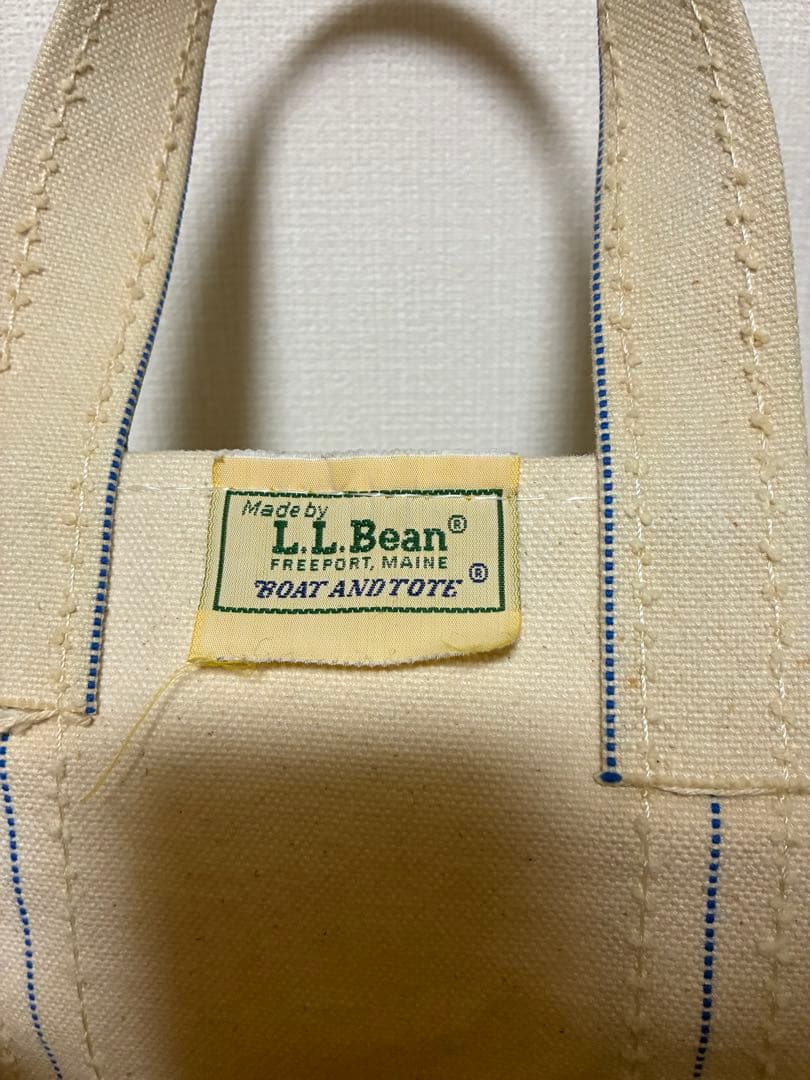 Made by
L.L.Bean®
FREEPORT, MAINE
BOAT AND TOTE®